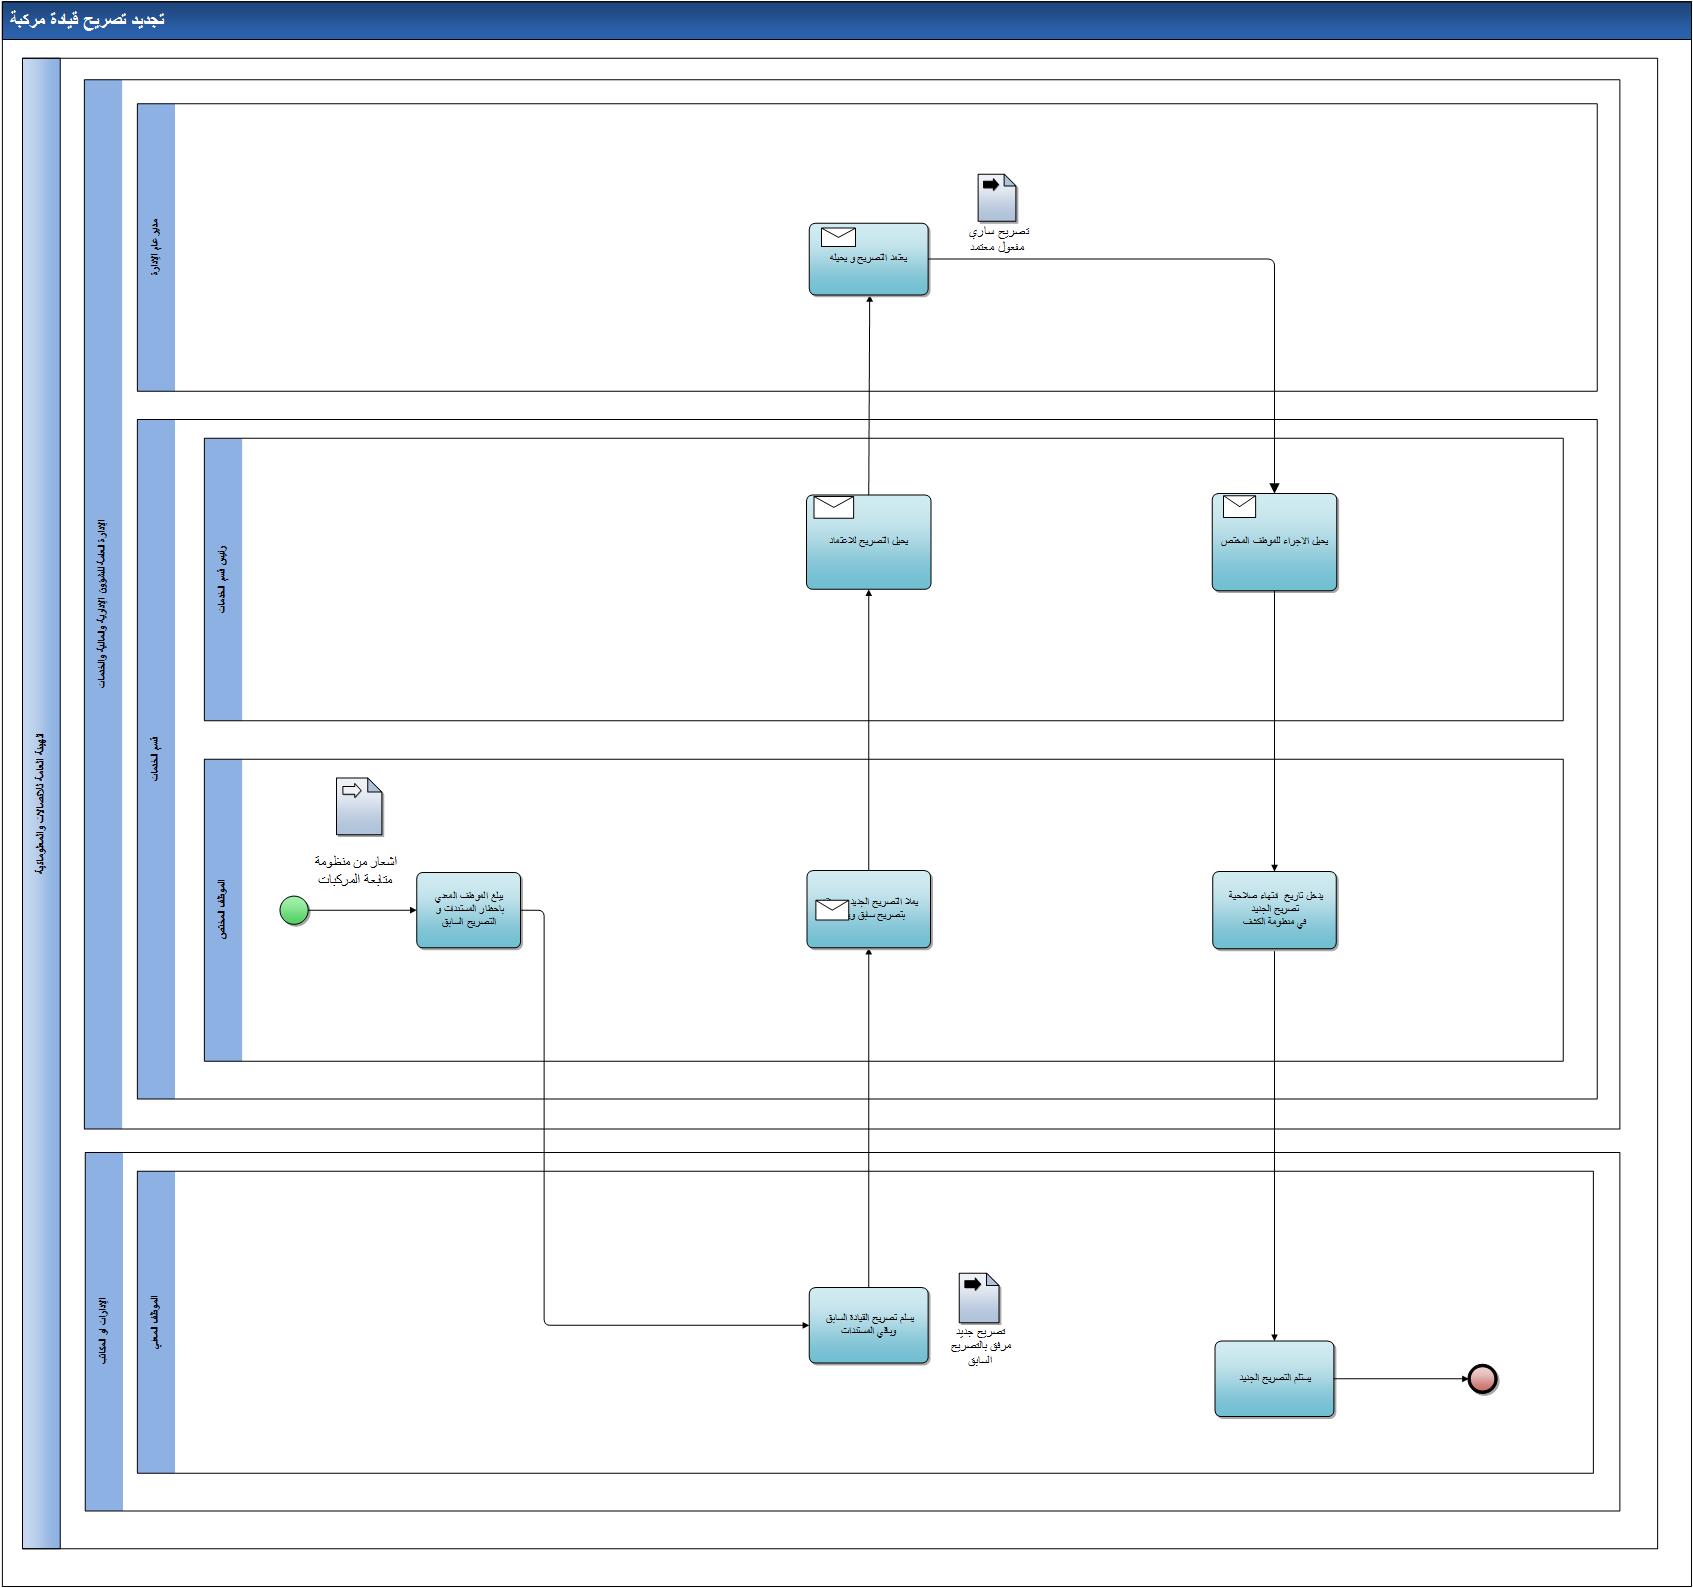 تجديد تصريح قيادة مركبة
الهيئة العامة للاتصالات والمعلوماتية
الإدارة العامة للشؤون الإدارية والمالية والخدمات
مدير عام الإدارة
تصريح ساري
مفعول معتمد
يعتمد التصريح و يحيله
قسم الخدمات
رئيس قسم الخدمات
يحيل التصريح للاعتماد
يحيل الاجراء للموظف المختص
الموظف المختص
اشعار من منظومة
متابعة المركبات
يبلغ الموظف المعني
باحظار المستندات و
التصريح السابق
يملا التصريح الجديد
بتصريح سابق
يدخل تاريخ انتهاء صلاحية
تصريح الجديد
في منظومة الكشف
الإدارات او المكاتب
الموظف المعني
يسلم تصريح القيادة السابق
وباقي المستندات
تصريح جديد
مرفق بالتصريح
السابق
يستلم التصريح الجديد